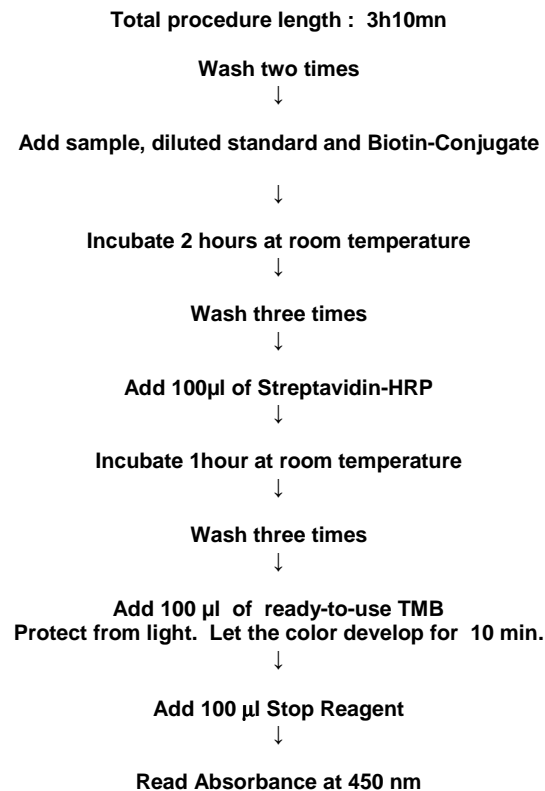 Total procedure length :  3h10mn
Wash two times
↓
Add sample, diluted standard and Biotin-Conjugate
↓
Incubate 2 hours at room temperature
↓
Wash three times
↓
Add 100µl of Streptavidin-HRP
↓
Incubate 1hour at room temperature
↓
Wash three times
↓
Add 100 µl  of  ready-to-use TMB
Protect from light.  Let the color develop for  10 min.
↓
Add 100 µl Stop Reagent
↓
Read Absorbance at 450 nm